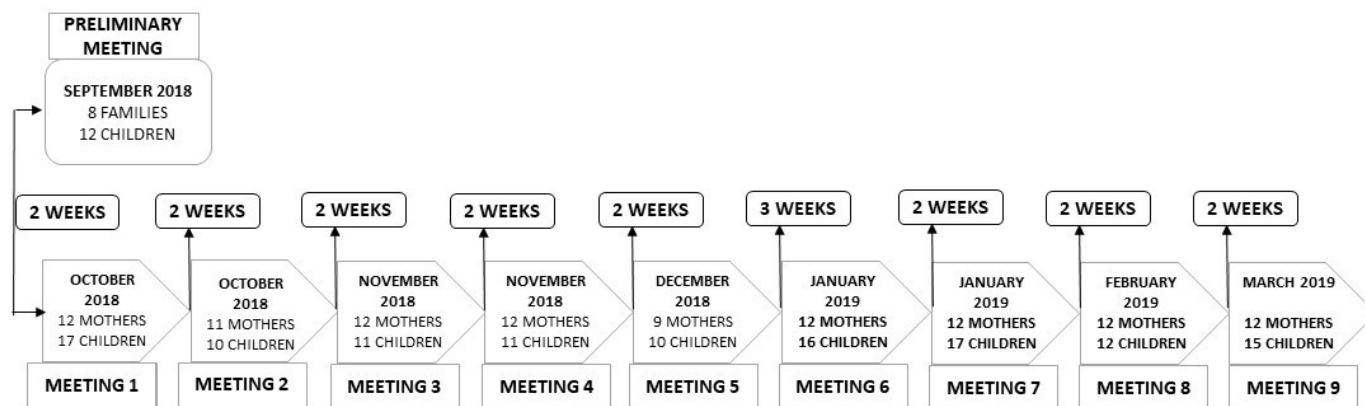 PRELIMINARY
MEETING
SEPTEMBER 2018
8 FAMILIES
12 CHILDREN
2 WEEKS
2 WEEKS
2 WEEKS
2 WEEKS
2 WEEKS
3 WEEKS
2 WEEKS
2 WEEKS
2 WEEKS
OCTOBER
2018
12 MOTHERS
17 CHILDREN
MEETING 1
OCTOBER
2018
11 MOTHERS
10 CHILDREN
MEETING 2
NOVEMBER
2018
12 MOTHERS
11 CHILDREN
MEETING 3
NOVEMBER
2018
12 MOTHERS
11 CHILDREN
MEETING 4
DECEMBER
2018
9 MOTHERS
10 CHILDREN
MEETING 5
JANUARY
2019
12 MOTHERS
16 CHILDREN
MEETING 6
JANUARY
2019
12 MOTHERS
17 CHILDREN
MEETING 7
FEBRUARY
2019
12 MOTHERS
12 CHILDREN
MEETING 8
MARCH 2019
12 MOTHERS
15 CHILDREN
MEETING 9